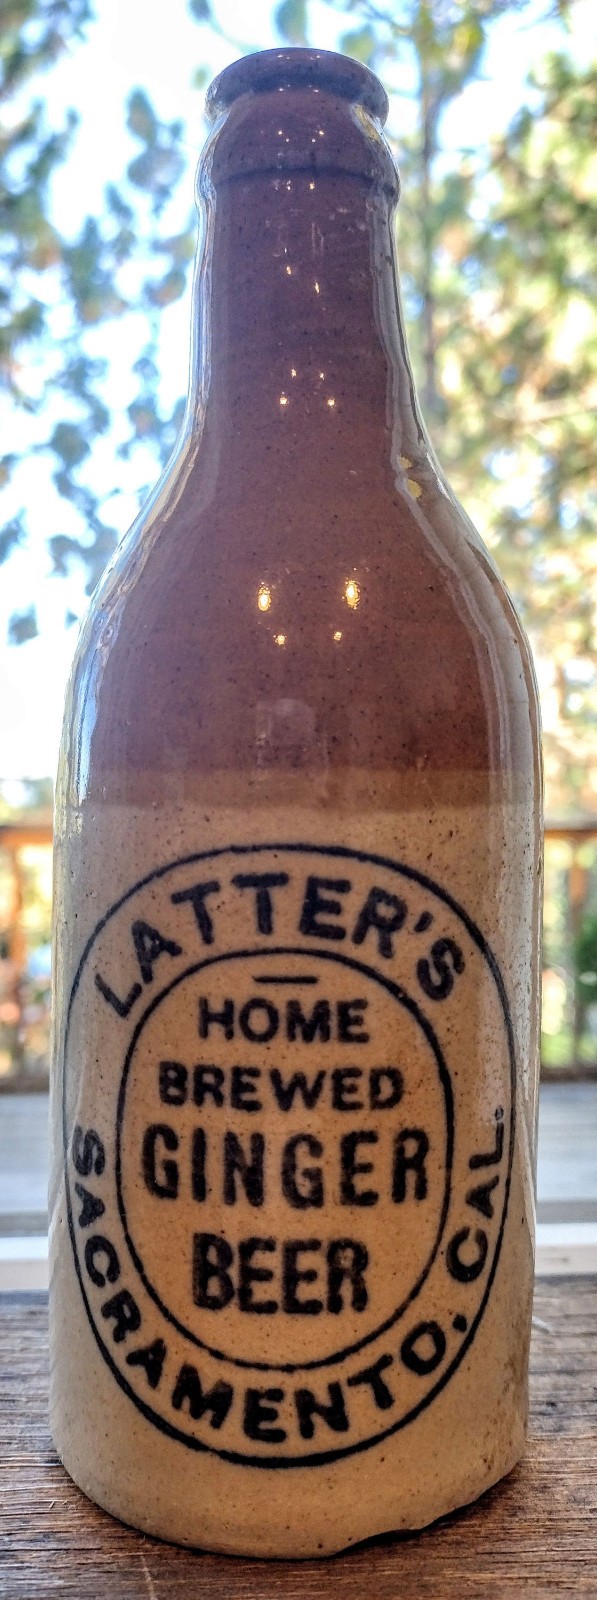 LATTER'S
HOME
BREWED
GINGER
BEER
SACRAMENTO, CAL.